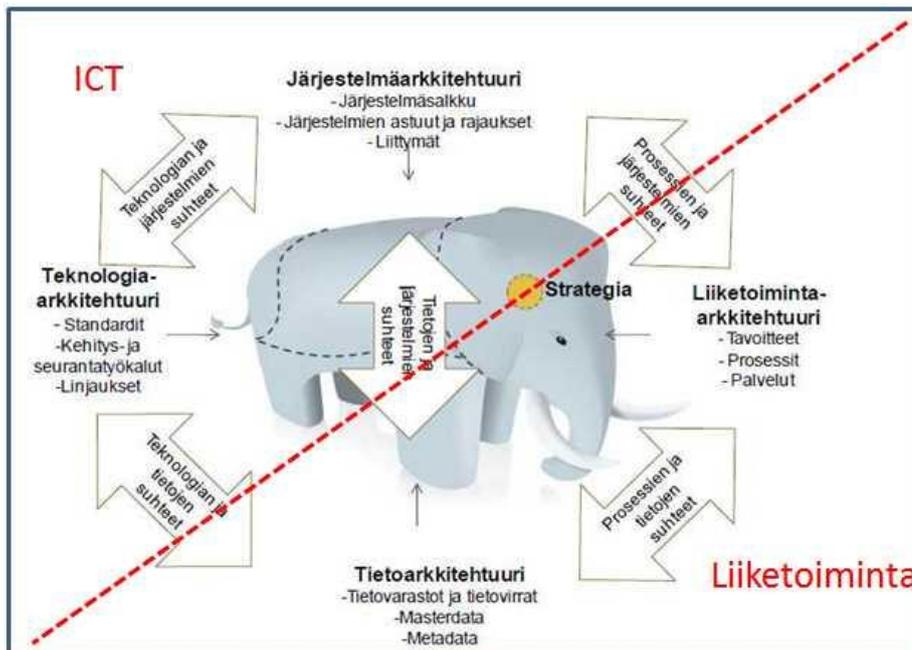 ICT
Järjestelmäarkkitehtuuri
- Järjestelmäsalkku
- Järjestelmien astuut ja rajaukset
- Liittymät
Teknologian ja
järjestelmien
suhteet
Prosessien ja
järjestelmien
suhteet
Teknologia-
arkkitehtuuri
- Standardit
-Kehitys- ja
seurantatyökalut
- Linjaukset
Tietojen ja
järjestelmien
suhteet
Strategia
Liiketoiminta-
arkkitehtuuri
- Tavoitteet
- Prosessit
- Palvelut
Teknologian ja
tietojen
suhteet
Prosessien ja
tietojen
suhteet
Tietoarkkitehtuuri
-Tietovarastot ja tietovirrat
-Masterdata
-Metadata
Liiketoiminta